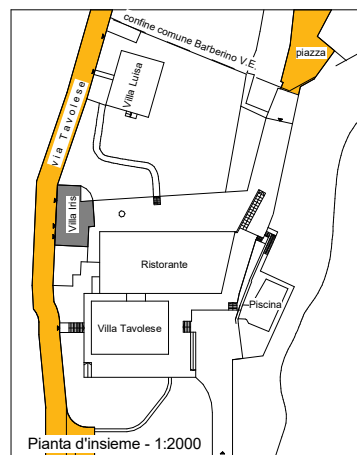 confine comune Barberino V.E.
piazza
Villa Luisa
via Tavolese
Villa Iris
Ristorante
Piscina
Villa Tavolese
Pianta d'insieme - 1:2000